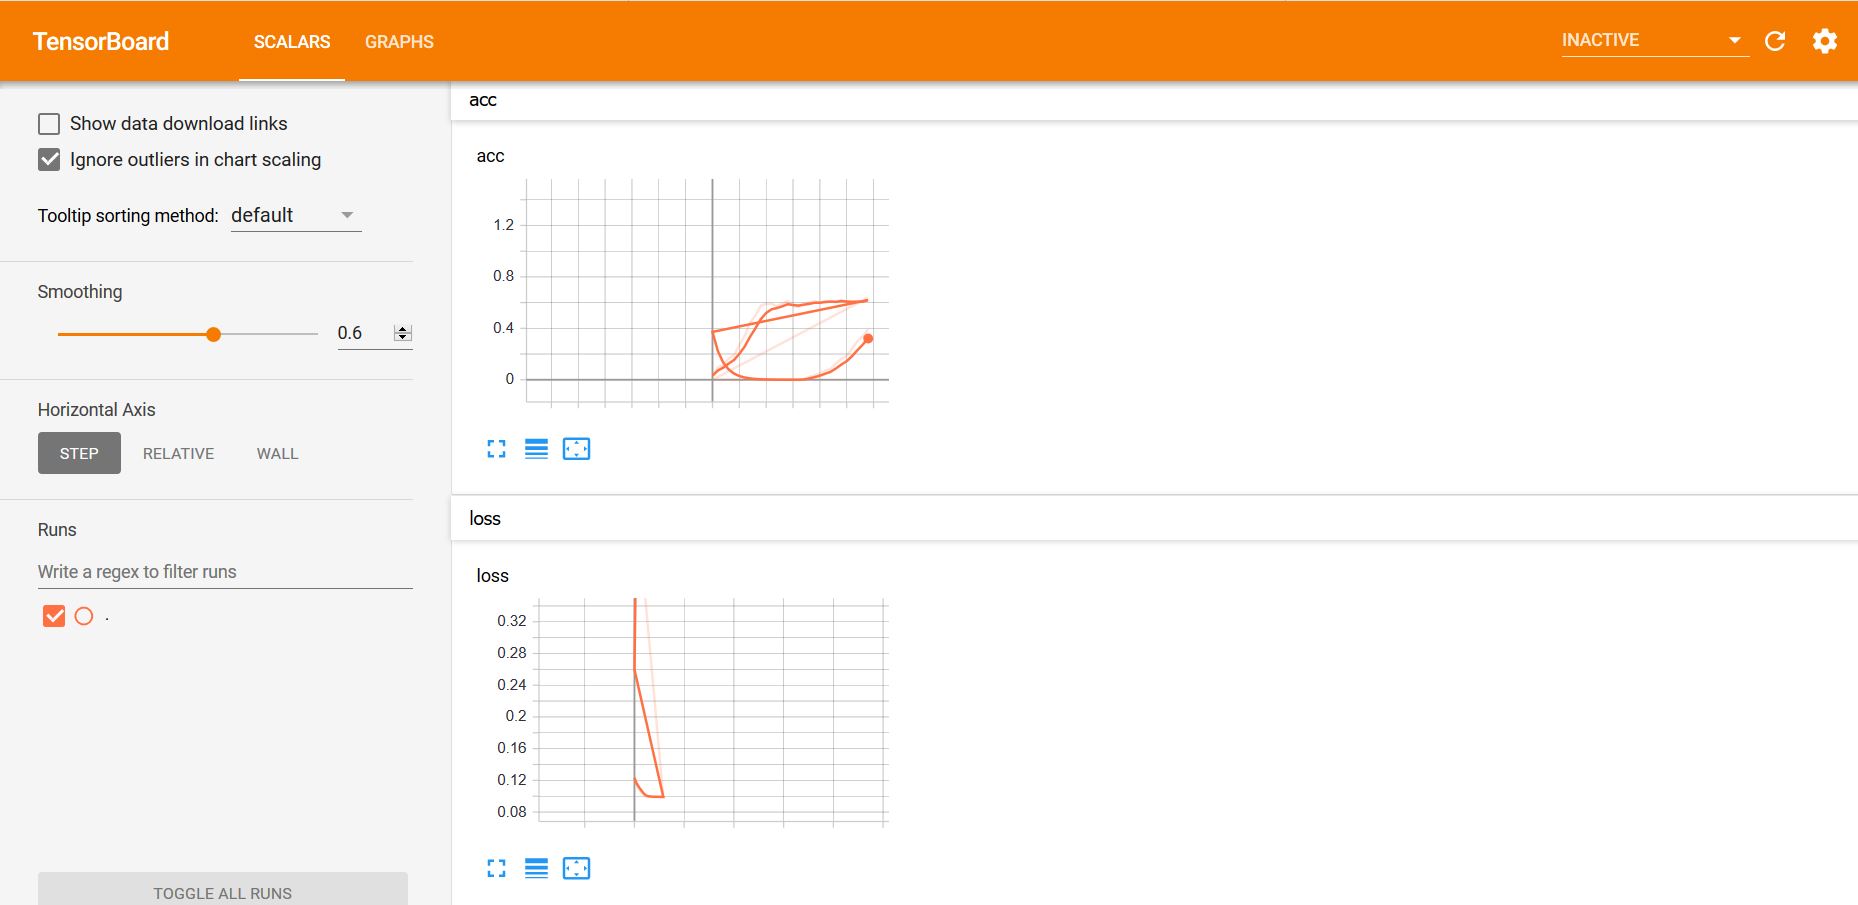 TensorBoard
SCALARS
GRAPHS
INACTIVE
Show data download links
Ignore outliers in chart scaling
Tooltip sorting method: default
Smoothing
0.6
Horizontal Axis
STEP
RELATIVE
WALL
Runs
Write a regex to filter runs
.
TOGGLE ALL RUNS
acc
acc
1.2
0.8
0.4
0
loss
loss
0.32
0.28
0.24
0.2
0.16
0.12
0.08